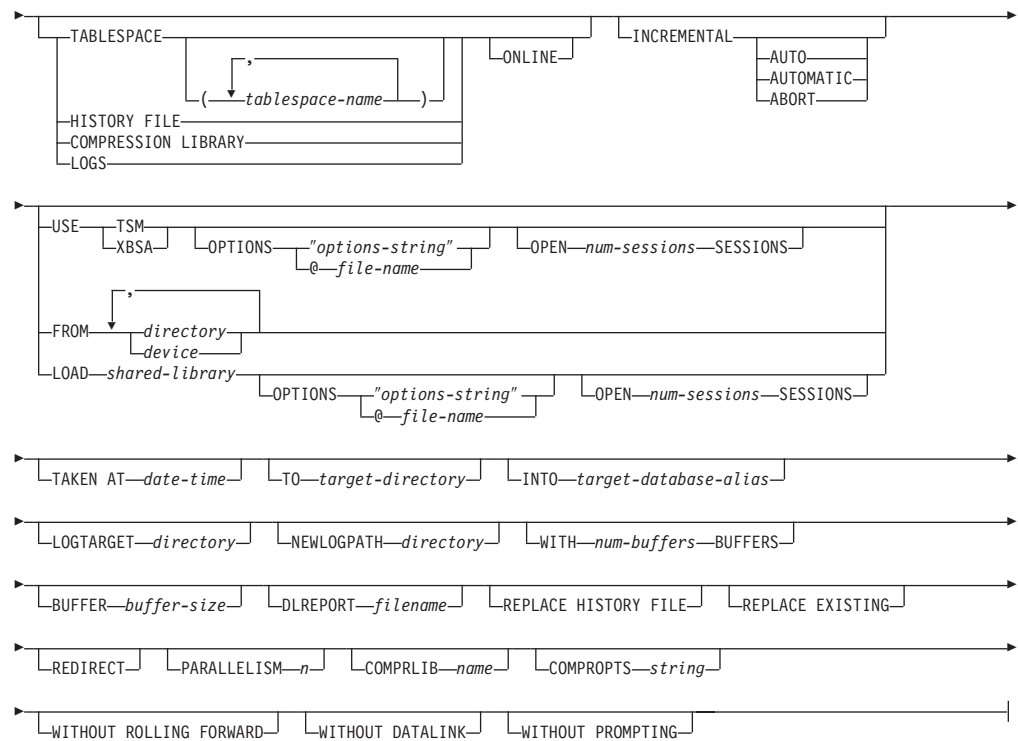 TABLESPACE ONLINE INCREMENTAL
, AUTO
( tablespace-name ) AUTOMATIC
ABORT
HISTORY FILE
COMPRESSION LIBRARY
LOGS
USE TSM
XBSA OPTIONS "options-string" OPEN num-sessions SESSIONS
@ file-name
,
FROM directory
device
LOAD shared-library
OPTIONS "options-string" OPEN num-sessions SESSIONS
@ file-name
TAKEN AT date-time TO target-directory INTO target-database-alias
LOGTARGET directory NEWLOGPATH directory WITH num-buffers BUFFERS
BUFFER buffer-size DLREPORT filename REPLACE HISTORY FILE REPLACE EXISTING
REDIRECT PARALLELISM n COMPRLIB name COMPROPTS string
WITHOUT ROLLING FORWARD WITHOUT DATALINK WITHOUT PROMPTING